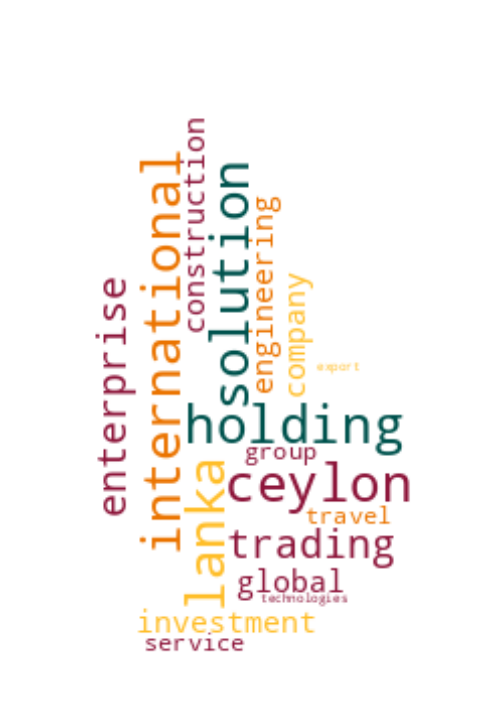 construction
international
solution
engineering
company
enterprise
export
holding
group
lanka
ceylon
travel
trading
global
technologies
investment
service